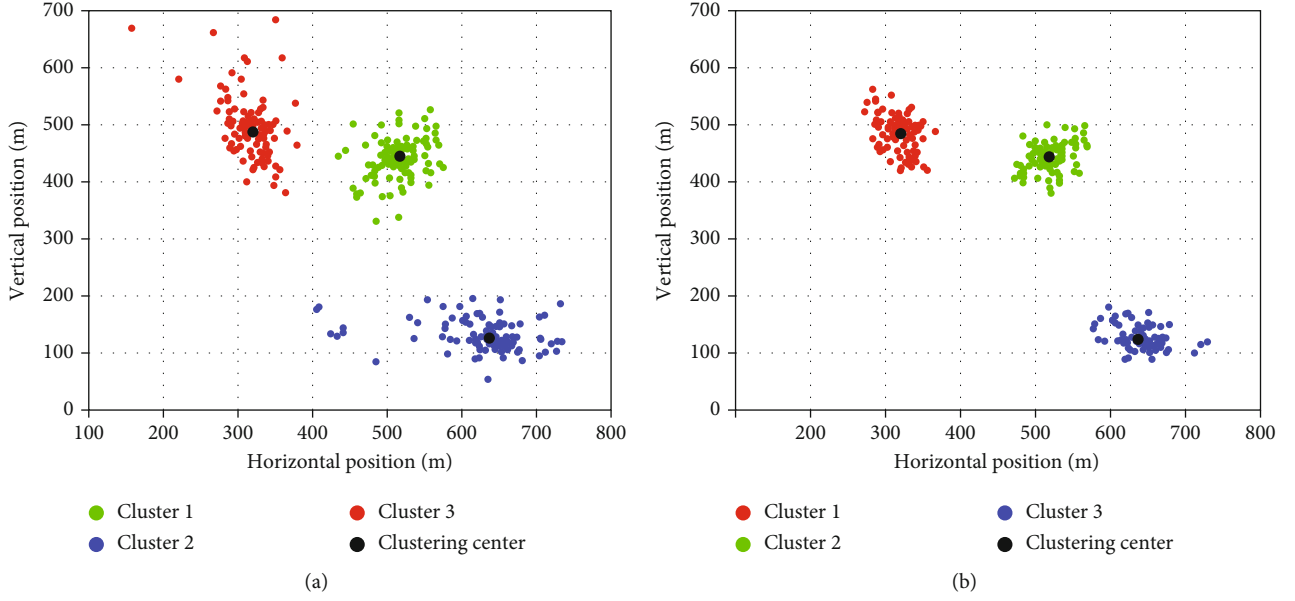 700
600
500
400
300
200
100
0
Vertical position (m)
100 200 300 400 500 600 700 800
Horizontal position (m)
Cluster 1
Cluster 2
Cluster 3
Clustering center
(a)
700
600
500
400
300
200
100
0
Vertical position (m)
200 300 400 500 600 700 800
Horizontal position (m)
Cluster 1
Cluster 2
Cluster 3
Clustering center
(b)